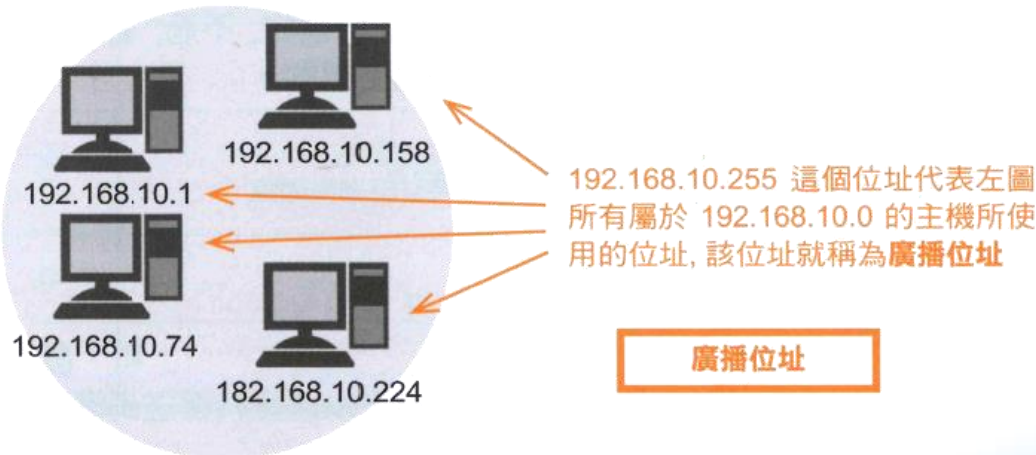 192.168.10.158
192.168.10.1
192.168.10.74
182.168.10.224
192.168.10.255 這個位址代表左圖
所有屬於 192.168.10.0 的主機所使
用的位址, 該位址就稱為廣播位址
廣播位址